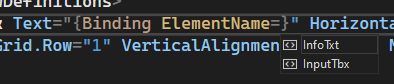 Definitions>
Text="{Binding ElementName=}" Horizonta
Grid.Row="1" VerticalAlignmen
InfoTxt
InputTbx